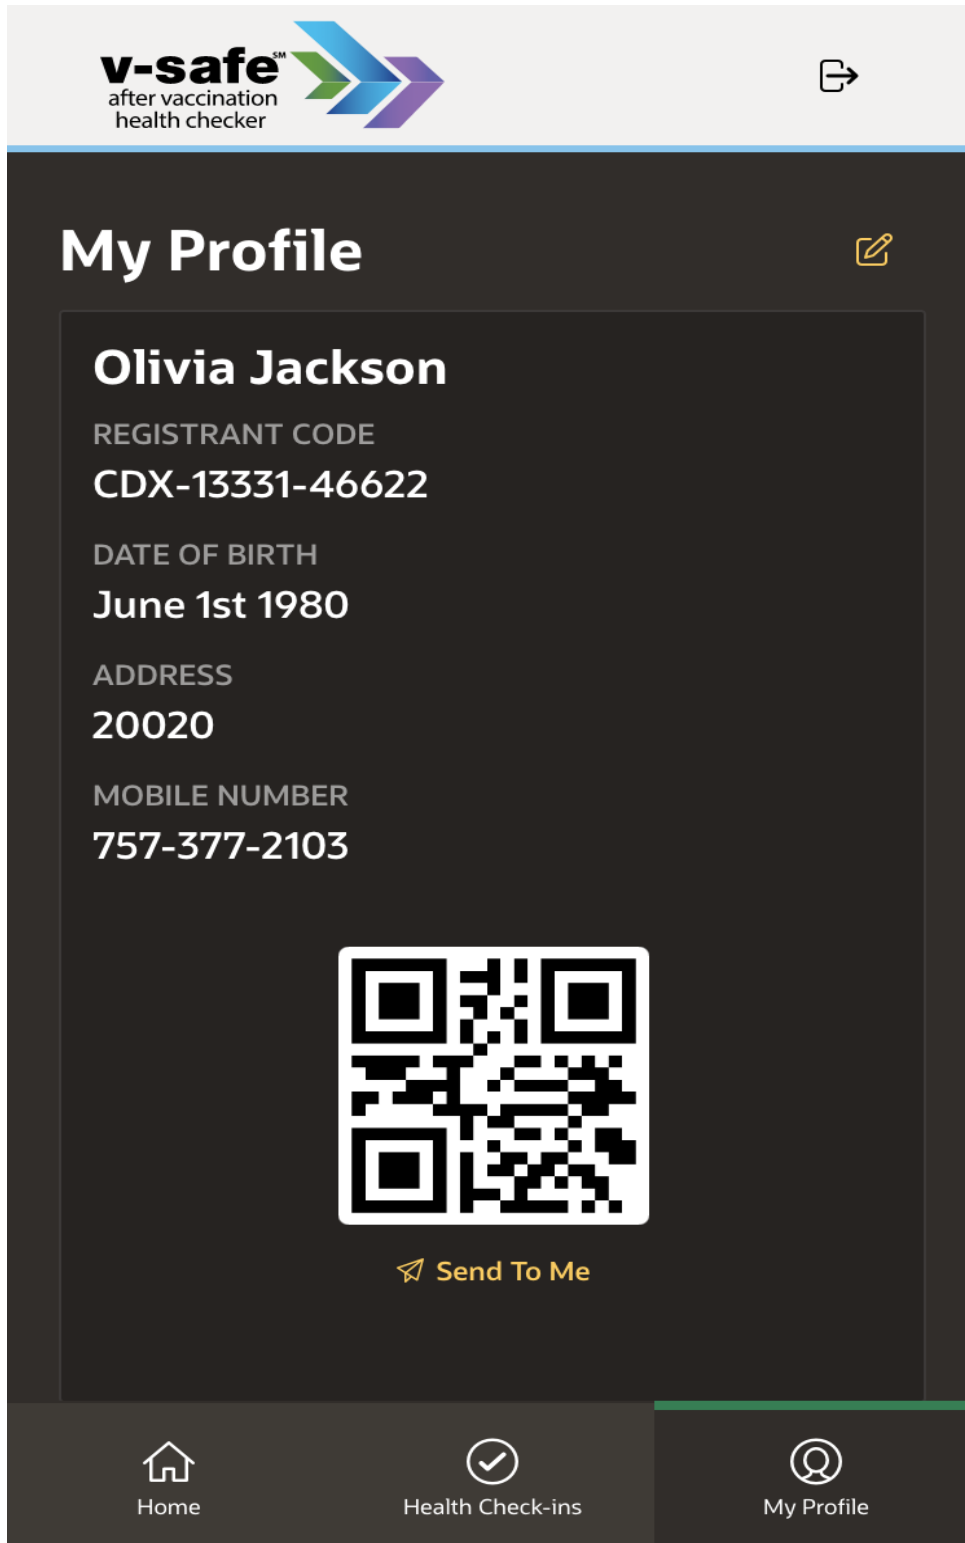 v-safe℠
after vaccination
health checker
My Profile
Olivia Jackson
REGISTRANT CODE
CDX-13331-46622
DATE OF BIRTH
June 1st 1980
ADDRESS
20020
MOBILE NUMBER
757-377-2103
Send To Me
Home
Health Check-ins
My Profile